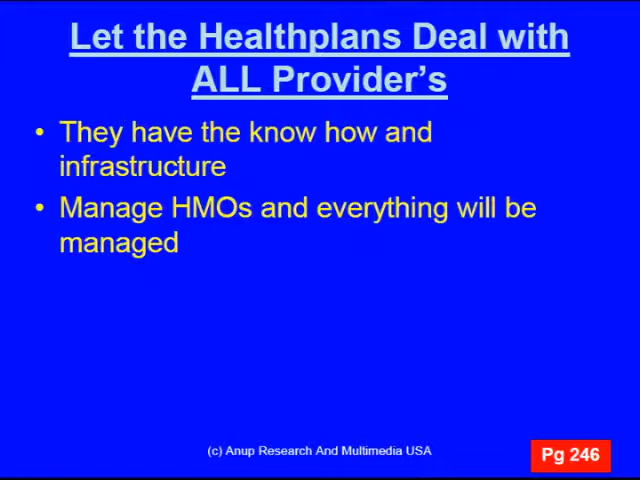 Let the Healthplans Deal with
ALL Provider’s
• They have the know how and
infrastructure
• Manage HMOs and everything will be
managed
(c) Anup Research And Multimedia USA
Pg 246